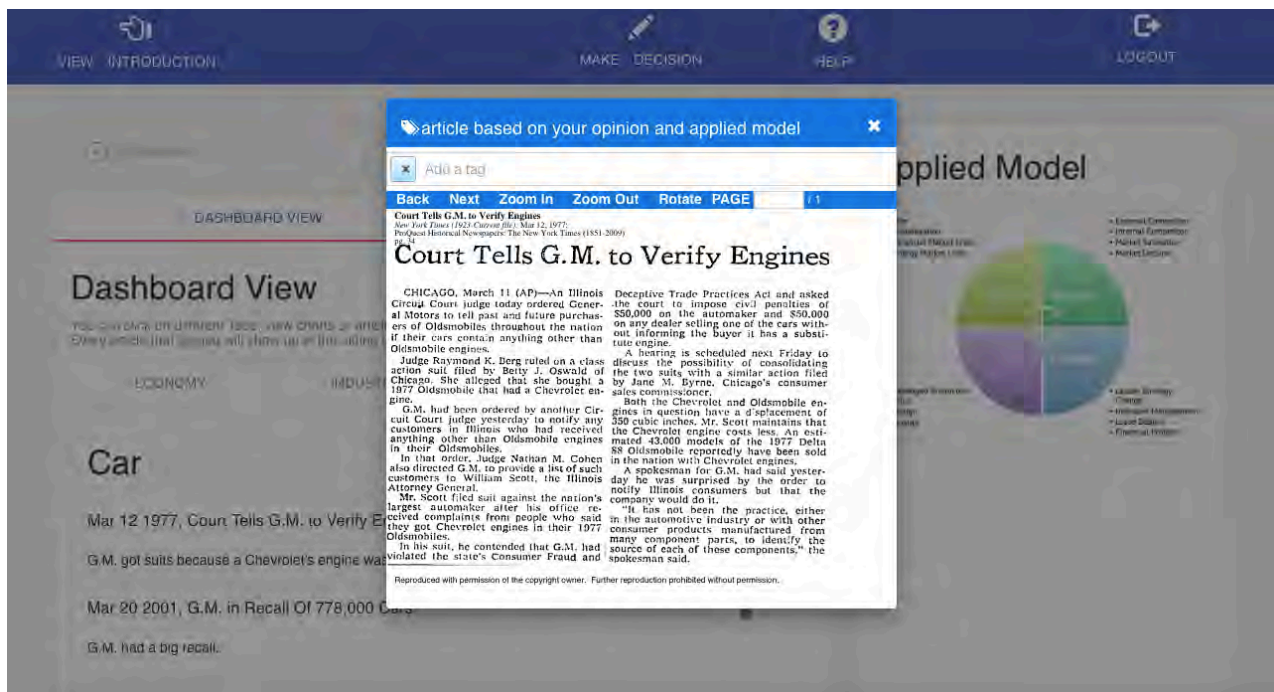 VIEW INTRODUCTION
MAKE DECISION
HELP
LOGOUT
article based on your opinion and applied model
Add a tag
Back Next Zoom In Zoom Out Rotate PAGE / 1
Court Tells G.M. to Verify Engines
New York Times (1923-Current file); Mar 12, 1977;
ProQuest Historical Newspapers: The New York Times (1851-2009)
pg. 34
Court Tells G.M. to Verify Engines
CHICAGO, March 11 (AP)—An Illinois
Circuit Court judge today ordered Gener-
al Motors to tell past and future purchas-
ers of Oldsmobiles throughout the nation
if their cars contain anything other than
Oldsmobile engines.
Judge Raymond K. Berg ruled on a class
action suit filed by Betty J. Oswald of
Chicago. She alleged that she bought a
1977 Oldsmobile that had a Chevrolet en-
gine.
G.M. had been ordered by another Cir-
cuit Court judge yesterday to notify any
customers in Illinois who had received
anything other than Oldsmobile engines
in their Oldsmobiles.
In that order, Judge Nathan M. Cohen
also directed G.M. to provide a list of such
customers to William Scott, the Illinois
Attorney General.
Mr. Scott filed suit against the nation's
largest automaker after his office re-
ceived complaints from people who said
they got Chevrolet engines in their 1977
Oldsmobiles.
In his suit, he contended that G.M. had
violated the state's Consumer Fraud and
Deceptive Trade Practices Act and asked
the court to impose civil penalties of
$50,000 on the automaker and $50,000
on any dealer selling one of the cars with-
out informing the buyer it has a substi-
tute engine.
A hearing is scheduled next Friday to
discuss the possibility of consolidating
the two suits with a similar action filed
by Jane M. Byrne, Chicago's consumer
sales commissioner.
Both the Chevrolet and Oldsmobile en-
gines in question have a displacement of
350 cubic inches. Mr. Scott maintains that
the Chevrolet engine costs less. An esti-
mated 43,000 models of the 1977 Delta
88 Oldsmobile reportedly have been sold
in the nation with Chevrolet engines.
A spokesman for G.M. had said yester-
day he was surprised by the order to
notify Illinois consumers but that the
company would do it.
"It has not been the practice, either
in the automotive industry or with other
consumer products manufactured from
many component parts, to identify the
source of each of these components," the
spokesman said.
Reproduced with permission of the copyright owner. Further reproduction prohibited without permission.
DASHBOARD VIEW
Dashboard View
ECONOMY
Car
Mar 12 1977, Court Tells G.M. to Verify
G.M. got suits because a Chevrolet's engine
Mar 20 2001, G.M. in Recall Of 778,000 Cars
G.M. had a big recall.
pplied Model
External Competition
Internal Competition
Market Saturation
Market Decline
Change